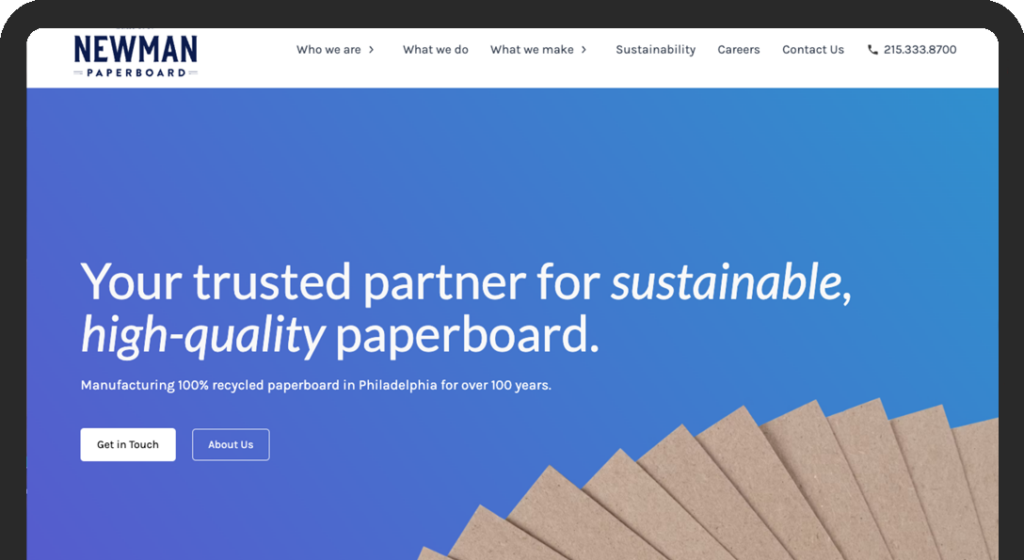 NEWMAN
PAPERBOARD
Who we are
What we do
What we make
Sustainability
Careers
Contact Us
215.333.8700
Your trusted partner for sustainable,
high-quality paperboard.
Manufacturing 100% recycled paperboard in Philadelphia for over 100 years.
Get in Touch
About Us